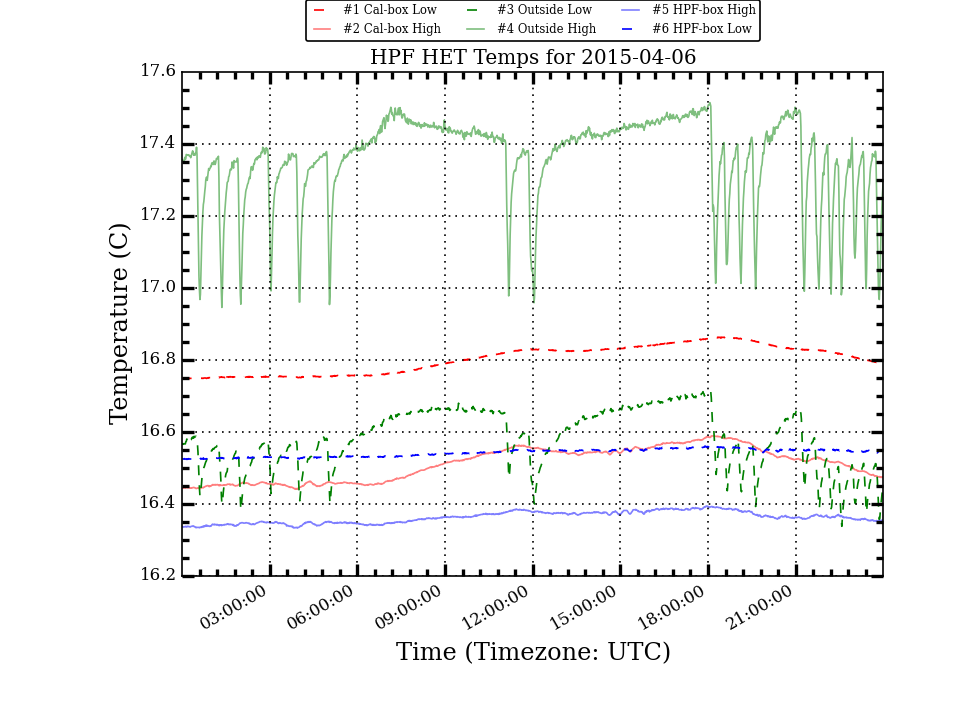 #1 Cal-box Low #3 Outside Low #5 HPF-box High
#2 Cal-box High #4 Outside High #6 HPF-box Low
HPF HET Temps for 2015-04-06
17.6
17.4
17.2
17.0
16.8
16.6
16.4
16.2
Temperature (C)
03:00:00 06:00:00 09:00:00 12:00:00 15:00:00 18:00:00 21:00:00
Time (Timezone: UTC)